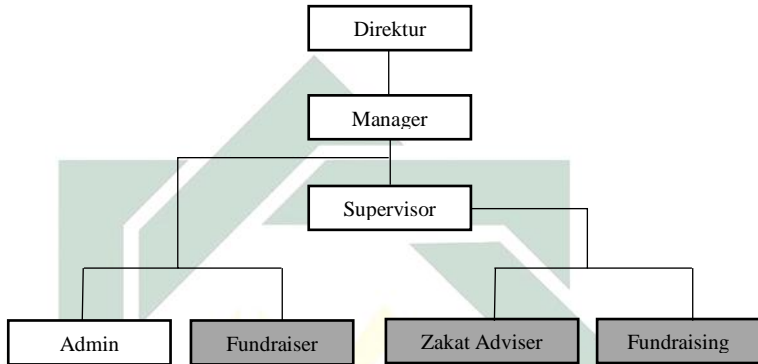 Direktur
Manager
Supervisor
Admin
Fundraiser
Zakat Adviser
Fundraising